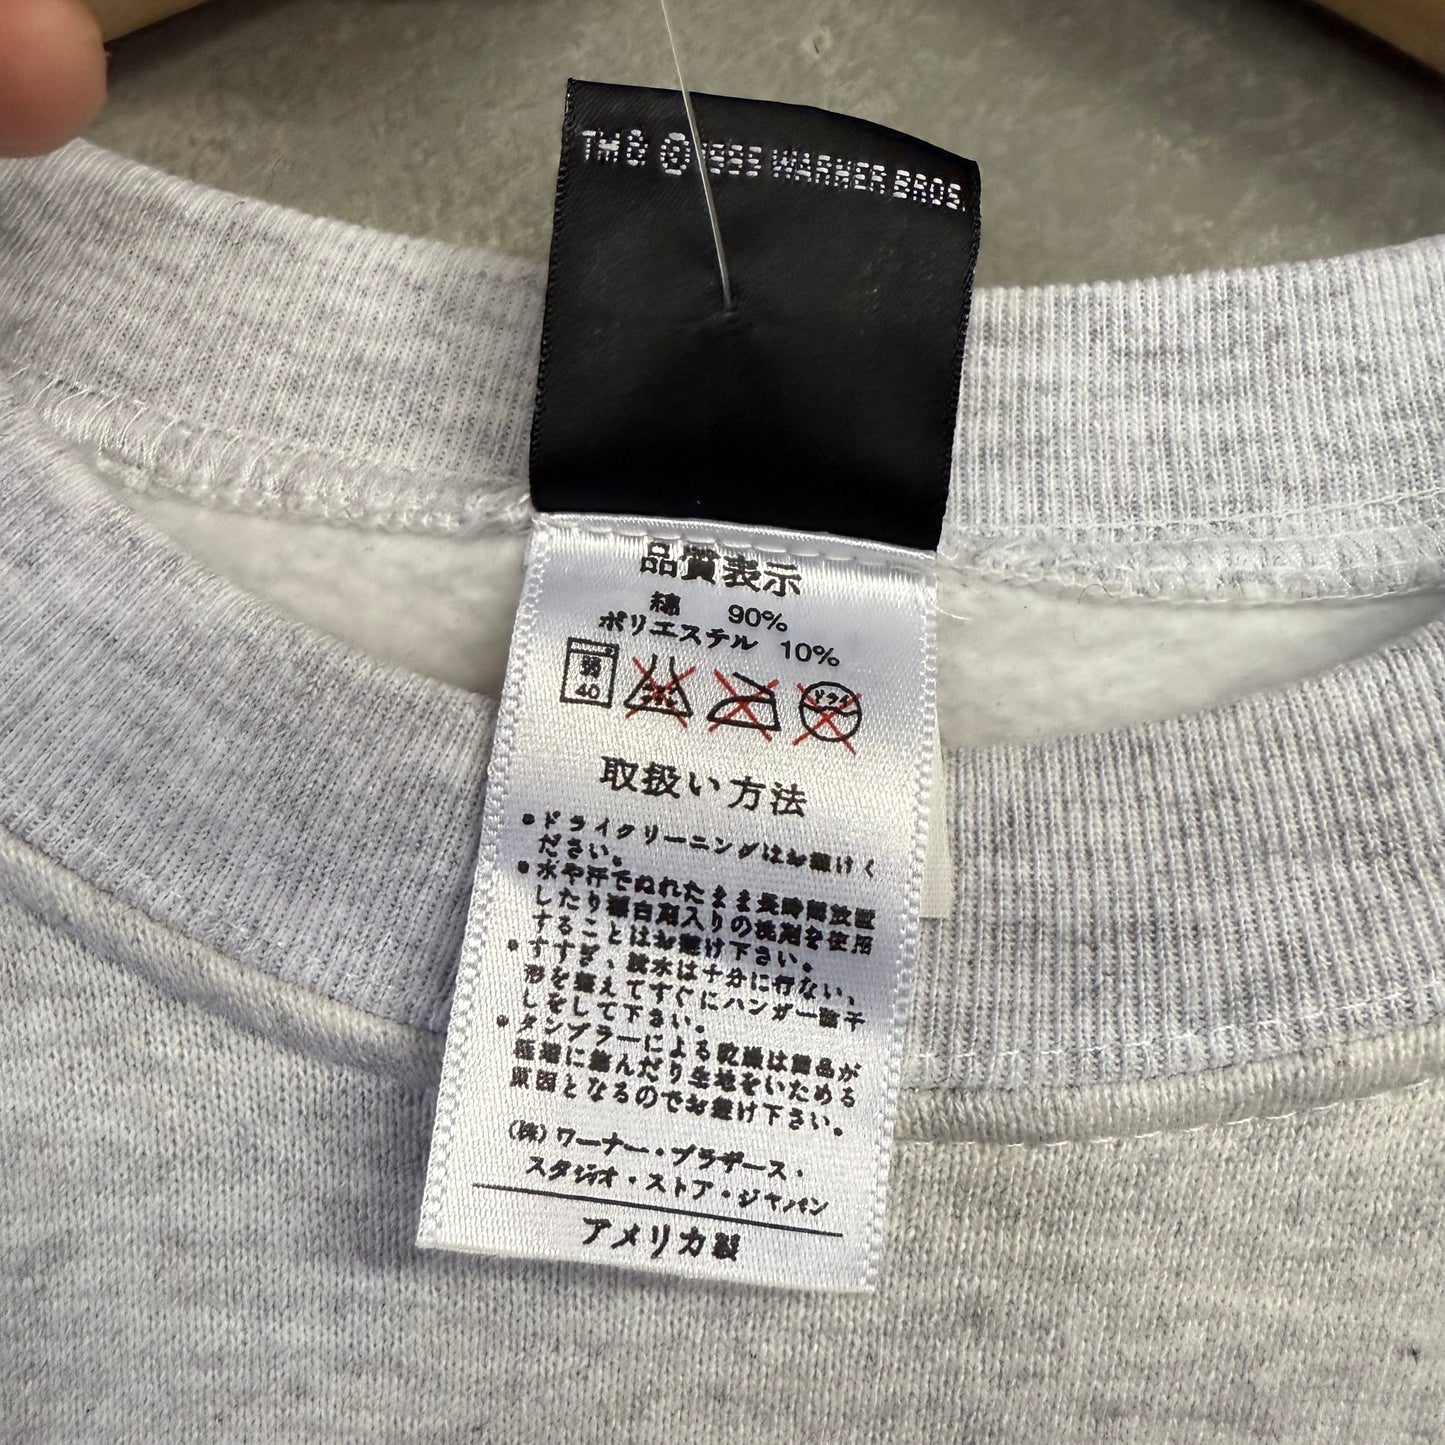 TM & © 1995 WARNER BROS.
品質表示
綿 90%
ポリエステル 10%
40
ドライ
取扱い方法
●ドライクリーニングはお避けく
ださい。
●水や汗でぬれたまま長時間放置
したり漂白剤入りの洗剤を使用
することはお避け下さい。
●すすぎ、脱水は十分に行ない、
形を整えてすぐにハンガー陰干
しをして下さい。
●タンブラーによる乾燥は製品が
極端に縮んだり生地をいためる
原因となるのでお避け下さい。
(株)ワーナー・ブラザース・
スタジオ・ストア・ジャパン
アメリカ製